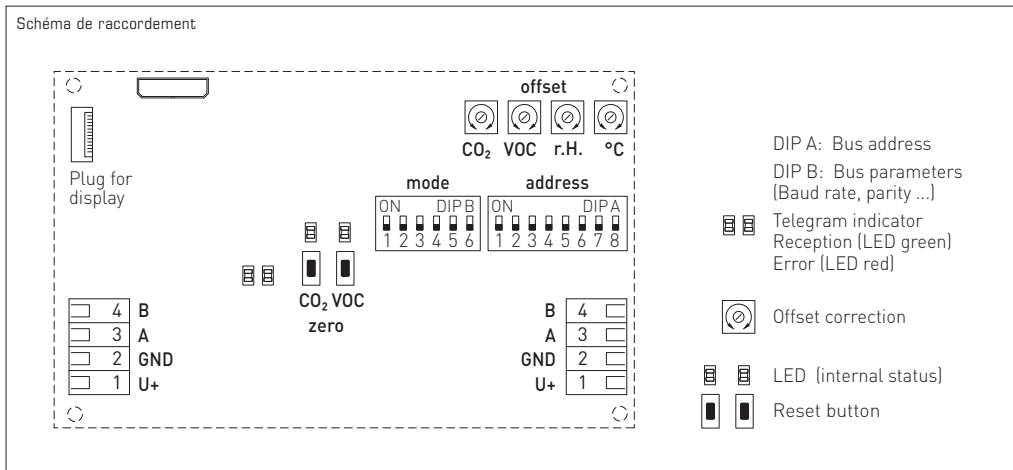 Schéma de raccordement
offset
CO₂ VOC r.H. °C
Plug for
display
mode
address
ON DIP B
1 2 3 4 5 6
ON DIP A
1 2 3 4 5 6 7 8
CO₂ VOC
zero
4 B
3 A
2 GND
1 U+
B 4
A 3
GND 2
U+ 1
DIP A: Bus address
DIP B: Bus parameters
(Baud rate, parity ...)
Telegram indicator
Reception (LED green)
Error (LED red)
Offset correction
LED (internal status)
Reset button